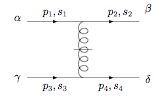 α p₁, s₁ p₂, s₂ β
γ p₃, s₃ p₄, s₄ δ